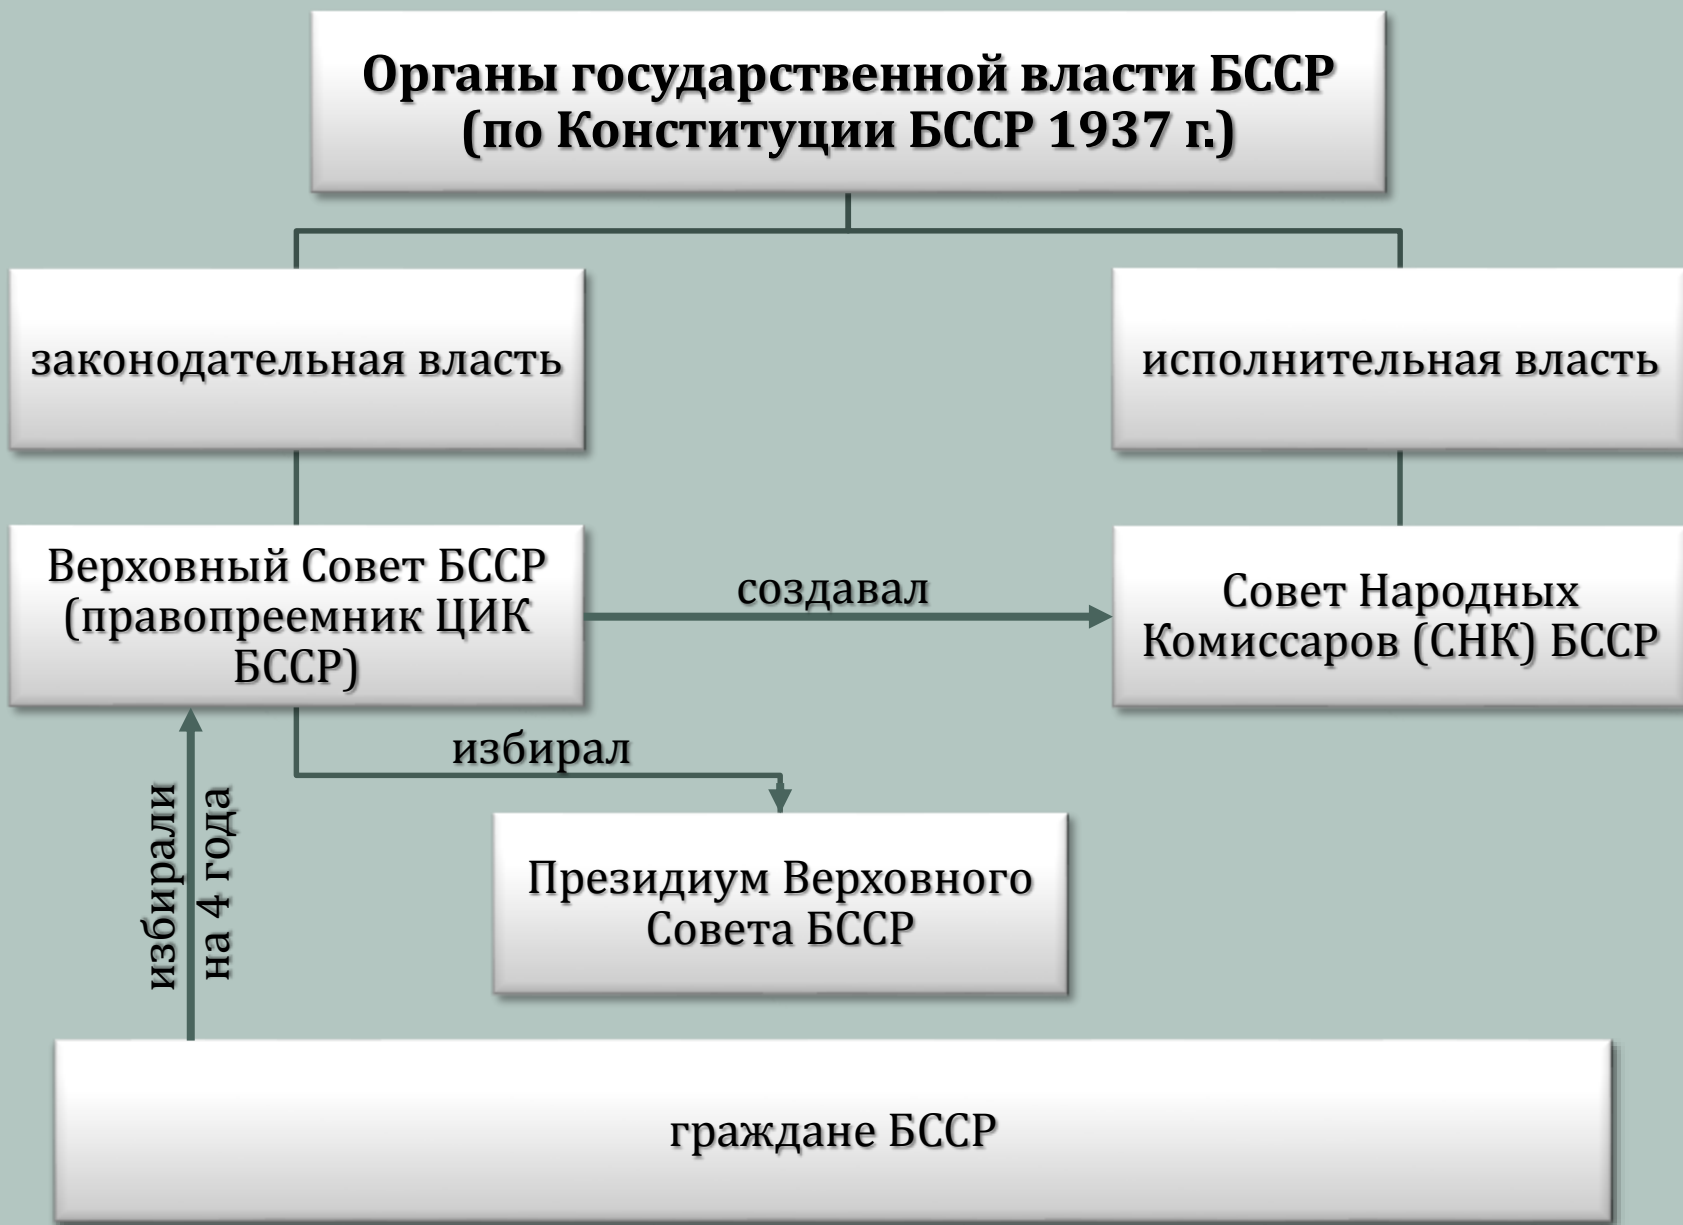 Органы государственной власти БССР
(по Конституции БССР 1937 г.)
законодательная власть
исполнительная власть
Верховный Совет БССР
(правопреемник ЦИК
БССР)
создавал
Совет Народных
Комиссаров (СНК) БССР
избирал
избирали
на 4 года
Президиум Верховного
Совета БССР
граждане БССР